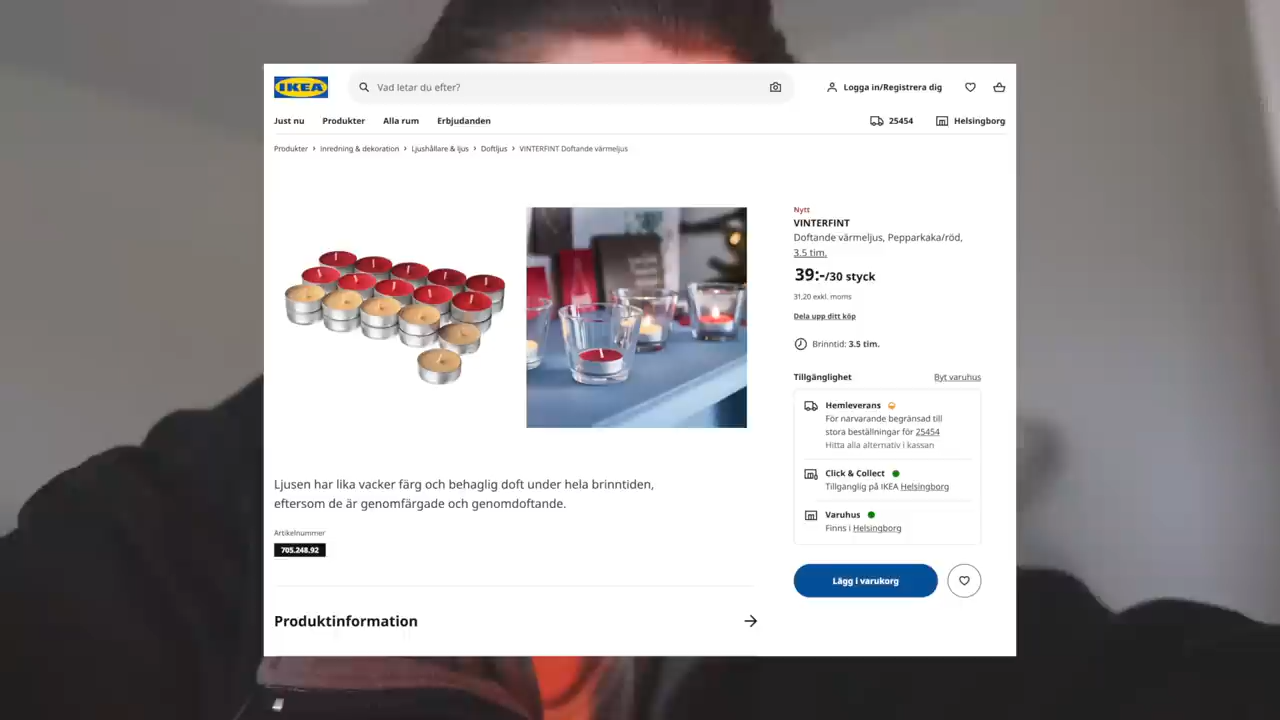 IKEA
Vad letar du efter?
Logga in/Registrera dig
Just nu Produkter Alla rum Erbjudanden
25454 Helsingborg
Produkter › Inredning & dekoration › Ljushållare & ljus › Doftljus › VINTERFINT Doftande värmeljus
Nytt
VINTERFINT
Doftande värmeljus, Pepparkaka/röd,
3.5 tim.
39:-/30 styck
31,20 exkl. moms
Dela upp ditt köp
Brinntid: 3.5 tim.
Tillgänglighet Byt varuhus
Hemleverans
För närvarande begränsad till
stora beställningar för 25454
Hitta alla alternativ i kassan
Click & Collect
Tillgänglig på IKEA Helsingborg
Varuhus
Finns i Helsingborg
Lägg i varukorg
Ljusen har lika vacker färg och behaglig doft under hela brinntiden,
eftersom de är genomfärgade och genomdoftande.
Artikelnummer
705.248.92
Produktinformation